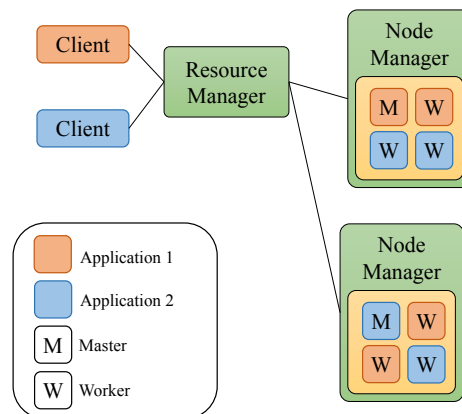 Client
Client
Resource
Manager
Node
Manager
M W
W W
Node
Manager
M W
W W
Application 1
Application 2
M Master
W Worker